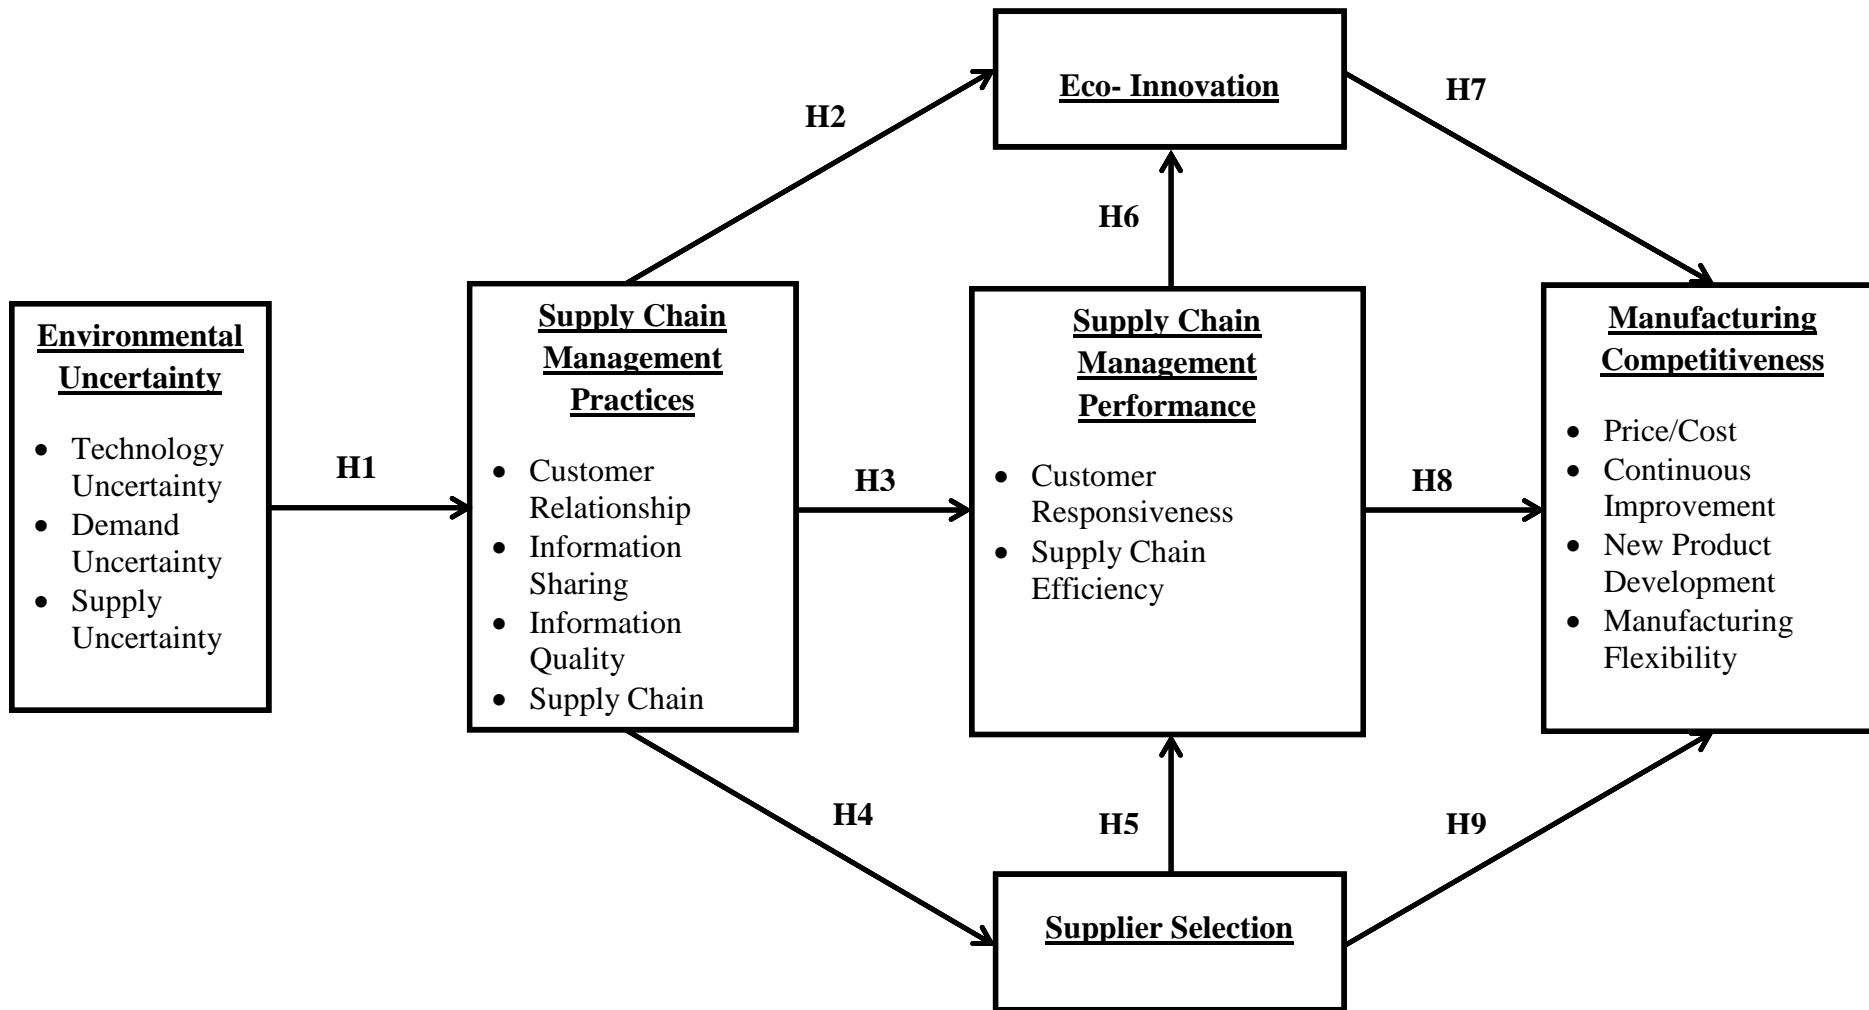 Eco- Innovation
H7
H2
H6
Environmental
Uncertainty
• Technology
Uncertainty
• Demand
Uncertainty
• Supply
Uncertainty
H1
Supply Chain
Management
Practices
• Customer
Relationship
• Information
Sharing
• Information
Quality
• Supply Chain
H3
Supply Chain
Management
Performance
• Customer
Responsiveness
• Supply Chain
Efficiency
H8
Manufacturing
Competitiveness
• Price/Cost
• Continuous
Improvement
• New Product
Development
• Manufacturing
Flexibility
H4
H5
H9
Supplier Selection